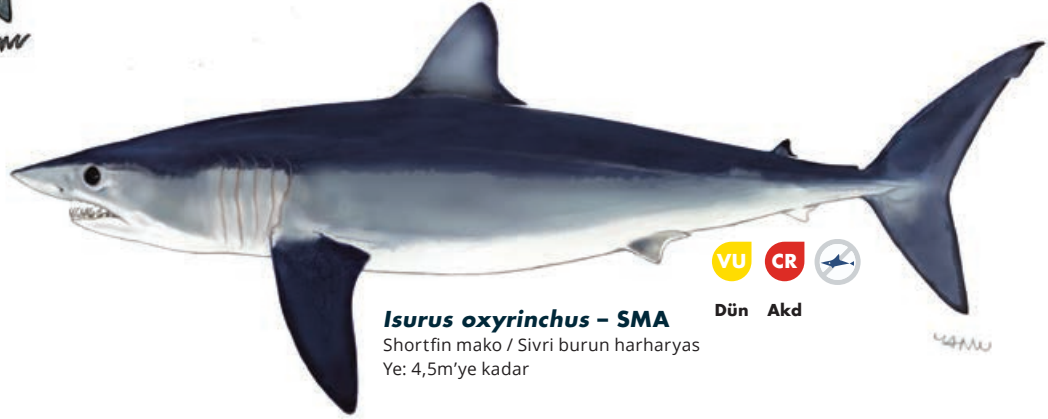 VU CR
Dün Akd
Isurus oxyrinchus – SMA
Shortfin mako / Sivri burun harharyas
Ye: 4,5m’ye kadar